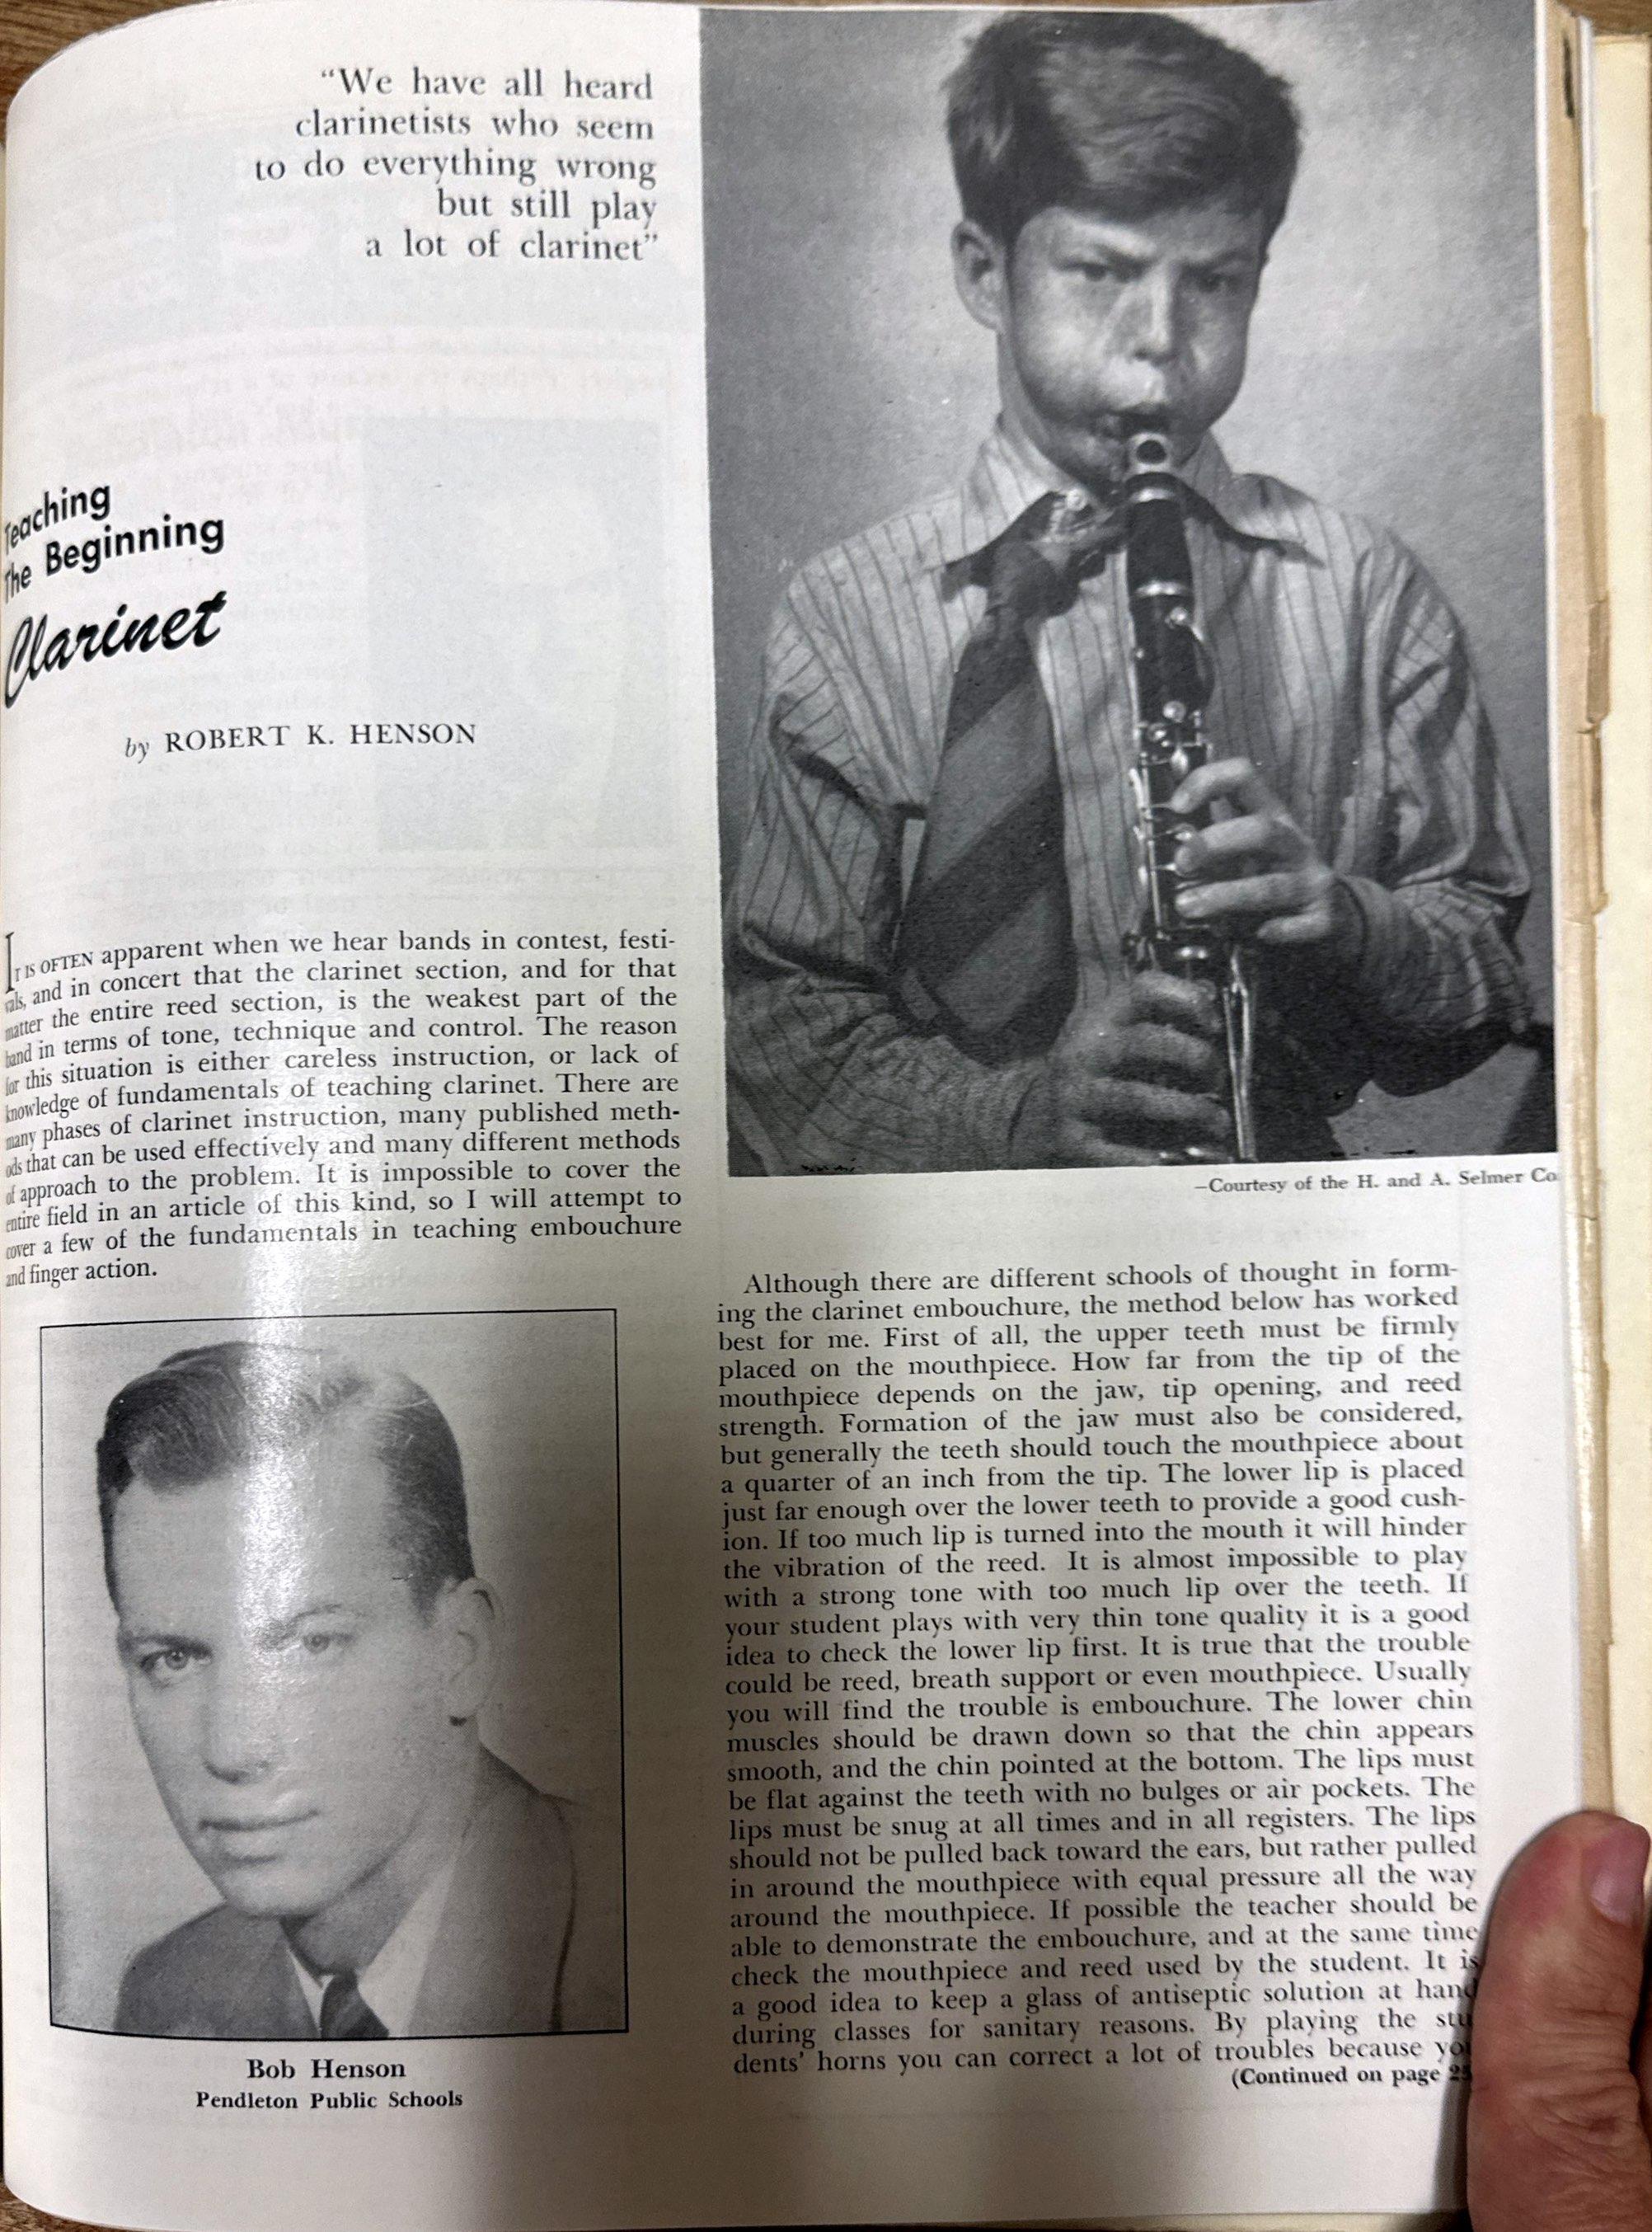 "We have all heard
clarinetists who seem
to do everything wrong
but still play
a lot of clarinet"
Teaching
The Beginning
Clarinet
by ROBERT K. HENSON
IT IS OFTEN apparent when we hear bands in contest, festi-
vals, and in concert that the clarinet section, and for that
matter the entire reed section, is the weakest part of the
band in terms of tone, technique and control. The reason
for this situation is either careless instruction, or lack of
knowledge of fundamentals of teaching clarinet. There are
many phases of clarinet instruction, many published meth-
ods that can be used effectively and many different methods
of approach to the problem. It is impossible to cover the
entire field in an article of this kind, so I will attempt to
cover a few of the fundamentals in teaching embouchure
and finger action.
Bob Henson
Pendleton Public Schools
—Courtesy of the H. and A. Selmer Co
Although there are different schools of thought in form-
ing the clarinet embouchure, the method below has worked
best for me. First of all, the upper teeth must be firmly
placed on the mouthpiece. How far from the tip of the
mouthpiece depends on the jaw, tip opening, and reed
strength. Formation of the jaw must also be considered,
but generally the teeth should touch the mouthpiece about
a quarter of an inch from the tip. The lower lip is placed
just far enough over the lower teeth to provide a good cush-
ion. If too much lip is turned into the mouth it will hinder
the vibration of the reed. It is almost impossible to play
with a strong tone with too much lip over the teeth. If
your student plays with very thin tone quality it is a good
idea to check the lower lip first. It is true that the trouble
could be reed, breath support or even mouthpiece. Usually
you will find the trouble is embouchure. The lower chin
muscles should be drawn down so that the chin appears
smooth, and the chin pointed at the bottom. The lips must
be flat against the teeth with no bulges or air pockets. The
lips must be snug at all times and in all registers. The lips
should not be pulled back toward the ears, but rather pulled
in around the mouthpiece with equal pressure all the way
around the mouthpiece. If possible the teacher should be
able to demonstrate the embouchure, and at the same time
check the mouthpiece and reed used by the student. It is
a good idea to keep a glass of antiseptic solution at hand
during classes for sanitary reasons. By playing the stu
dents' horns you can correct a lot of troubles because you
(Continued on page